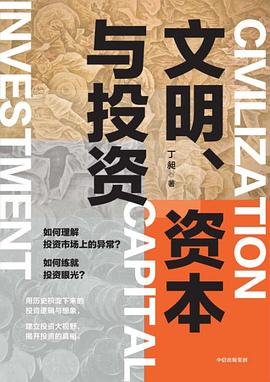 INVESTMENT
CIVILIZATION
CAPITAL
文明、资本
与投资
丁昶 著
如何理解
投资市场上的异常?
如何练就
投资眼光?
用历史积淀下来的
投资逻辑与想象,
建立投资大视野,
揭开投资的真相。
中信出版集团